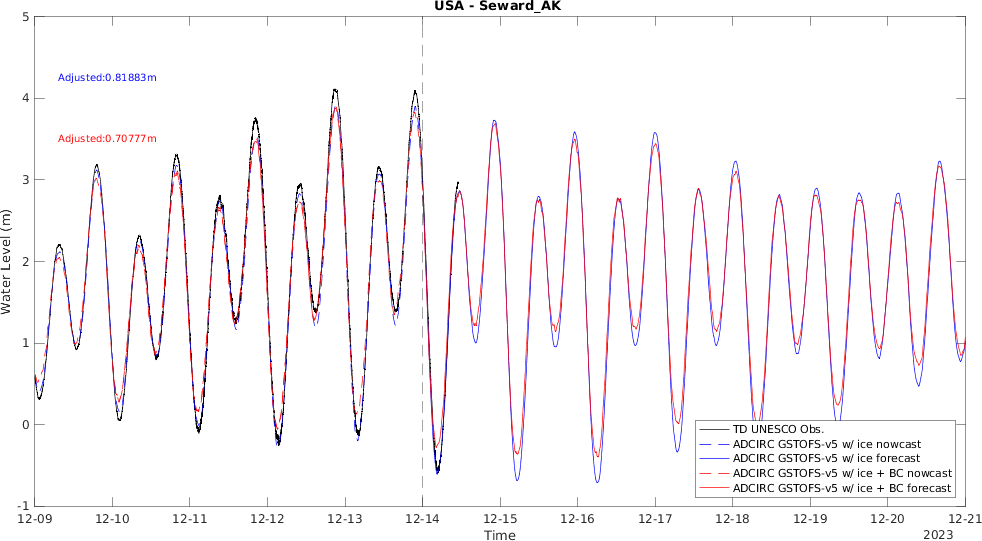 USA - Seward_AK
Adjusted:0.81883m
Adjusted:0.70777m
Water Level (m)
5
4
3
2
1
0
-1
12-09 12-10 12-11 12-12 12-13 12-14 12-15 12-16 12-17 12-18 12-19 12-20 12-21
Time
2023
TD UNESCO Obs.
ADCIRC GSTOFS-v5 w/ ice nowcast
ADCIRC GSTOFS-v5 w/ ice forecast
ADCIRC GSTOFS-v5 w/ ice + BC nowcast
ADCIRC GSTOFS-v5 w/ ice + BC forecast